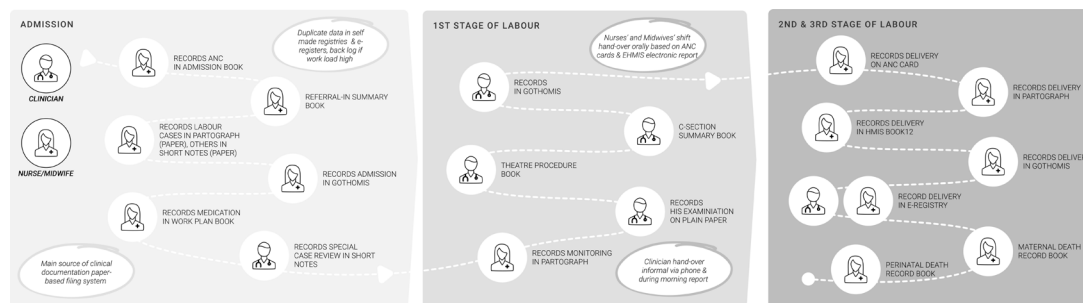 ADMISSION
CLINICIAN
NURSE/MIDWIFE
RECORDS ANC
IN ADMISSION BOOK
Duplicate data in self
made registries & e-
registers, back log if
work load high
REFERRAL-IN SUMMARY
BOOK
RECORDS LABOUR
CASES IN PARTOGRAPH
(PAPER), OTHERS IN
SHORT NOTES (PAPER)
RECORDS ADMISSION
IN GOTHOMIS
RECORDS MEDICATION
IN WORK PLAN BOOK
RECORDS SPECIAL
CASE REVIEW IN SHORT
NOTES
Main source of clinical
documentation paper-
based filing system
1ST STAGE OF LABOUR
Nurses' and Midwives' shift
hand-over orally based on ANC
cards & EHMIS electronic report
RECORDS
IN GOTHOMIS
C-SECTION
SUMMARY BOOK
THEATRE PROCEDURE
BOOK
RECORDS
HIS EXAMINIATION
ON PLAIN PAPER
RECORDS MONITORING
IN PARTOGRAPH
Clinician hand-over
informal via phone &
during morning report
2ND & 3RD STAGE OF LABOUR
RECORDS DELIVERY
ON ANC CARD
RECORDS DELIVERY
IN PARTOGRAPH
RECORDS DELIVERY
IN HMIS BOOK12
RECORDS DELIVE
IN GOTHOMIS
RECORD DELIVERY
IN E-REGISTRY
MATERNAL DEATH
RECORD BOOK
PERINATAL DEATH
RECORD BOOK